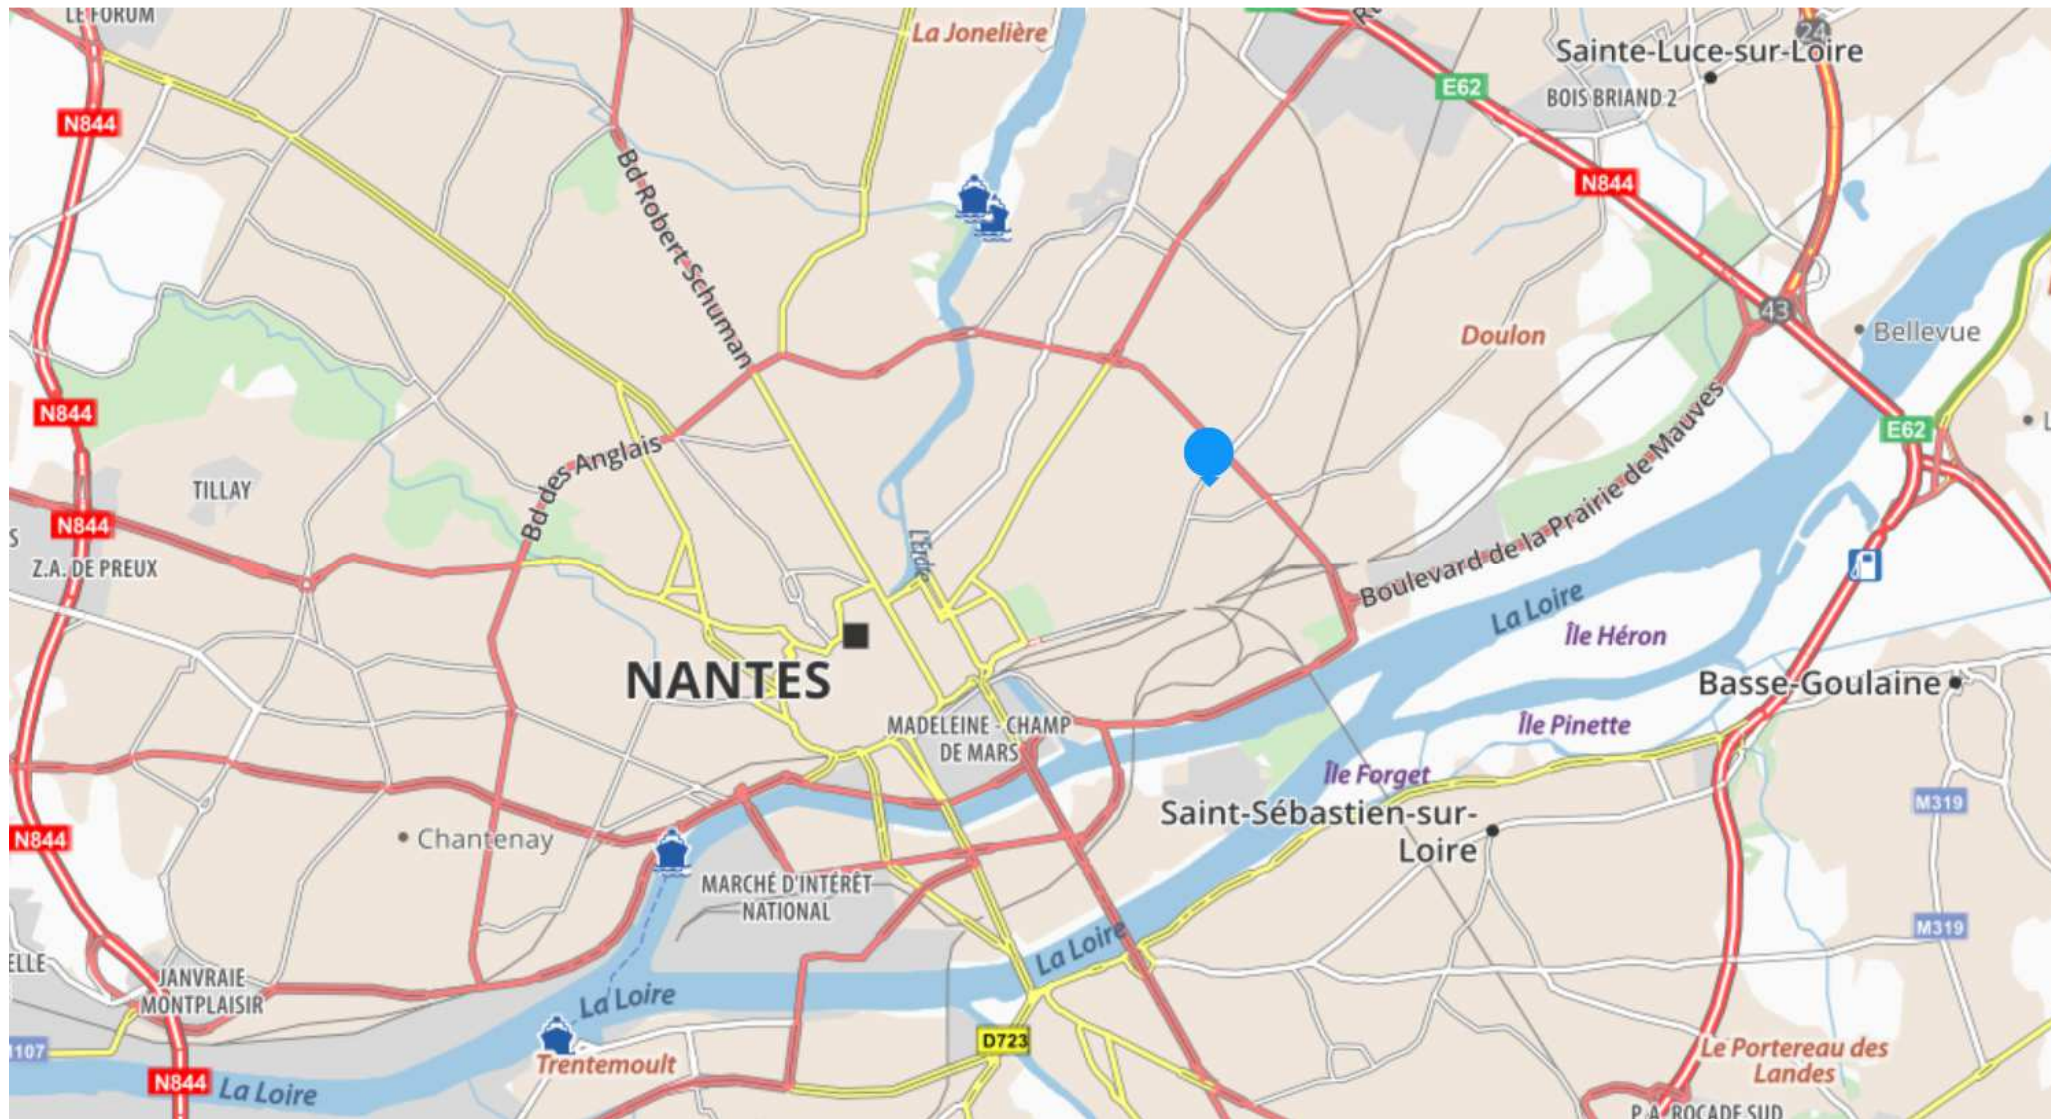 LE FORUM
La Jonelière
24
Sainte-Luce-sur-Loire
E62
BOIS BRIAND 2
N844
Bd Robert Schuman
N844
43
Doulon
Bellevue
N844
E62
Bd des Anglais
TILLAY
Boulevard de la Prairie de Mauves
N844
L'Erdre
Z.A. DE PREUX
La Loire
Île Héron
NANTES
Basse-Goulaine
MADELEINE - CHAMP
DE MARS
Île Pinette
Île Forget
M319
Saint-Sébastien-sur-
Loire
N844
Chantenay
MARCHÉ D'INTÉRÊT
NATIONAL
M319
La Loire
ELLE
JANVRAIE
MONTPLAISIR
La Loire
D723
107
Trentemoult
Le Portereau des
Landes
N844
La Loire
P.A. ROCADE SUD